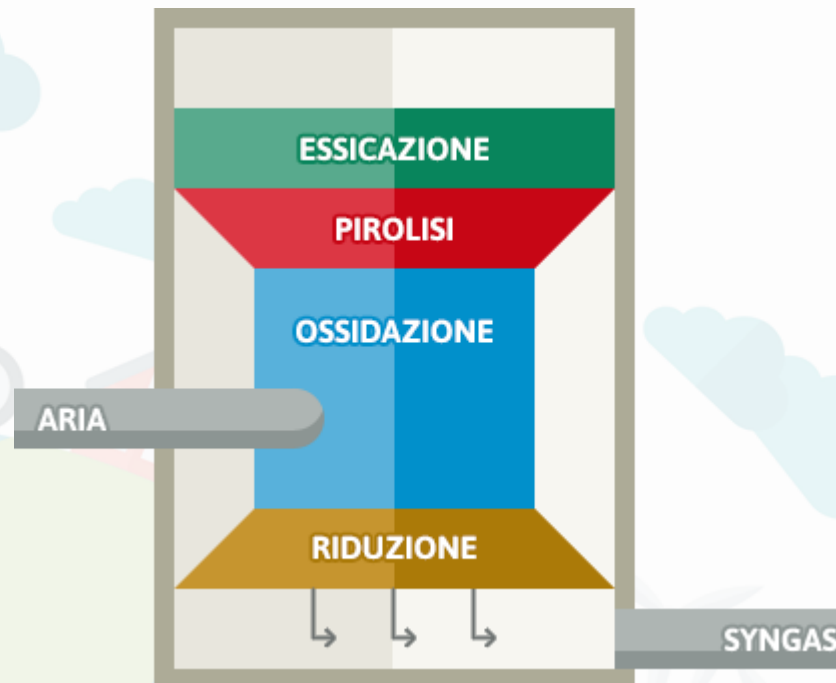 ESSICAZIONE
PIROLISI
OSSIDAZIONE
ARIA
RIDUZIONE
SYNGAS